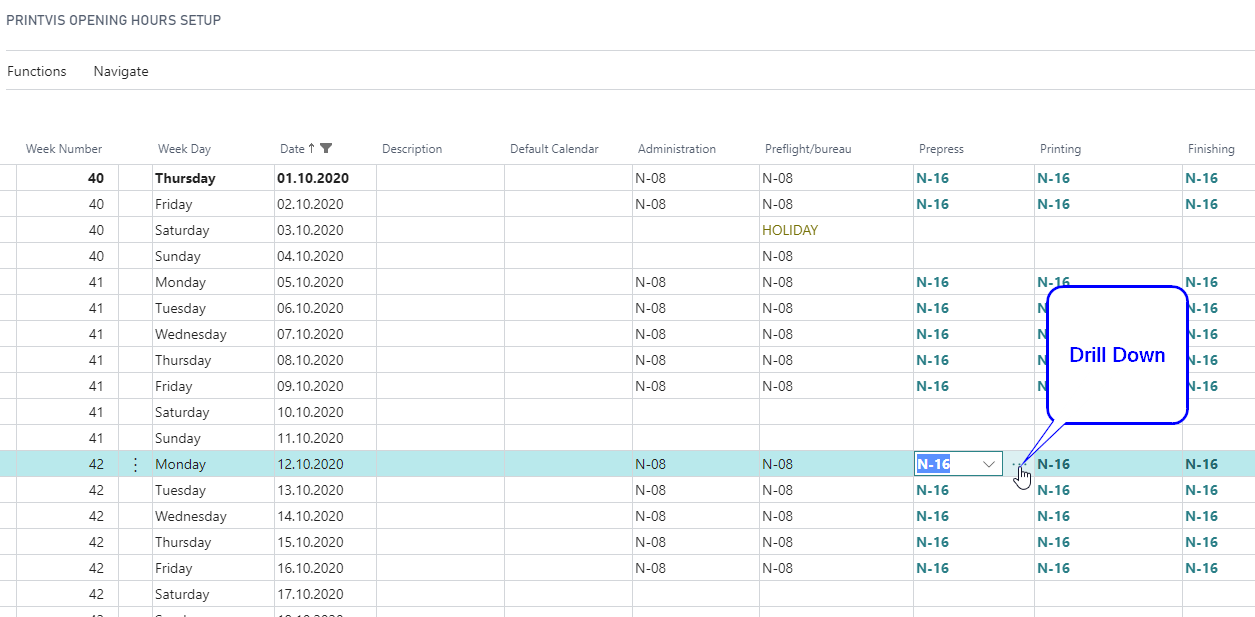 PRINTVIS OPENING HOURS SETUP
Functions Navigate
Week Number Week Day Date ↑ Description Default Calendar Administration Preflight/bureau Prepress Printing Finishing
40 Thursday 01.10.2020 N-08 N-08 N-16 N-16 N-16
40 Friday 02.10.2020 N-08 N-08 N-16 N-16 N-16
40 Saturday 03.10.2020 HOLIDAY
40 Sunday 04.10.2020 N-08
41 Monday 05.10.2020 N-08 N-08 N-16 N-16 N-16
41 Tuesday 06.10.2020 N-08 N-08 N-16 N N-16
41 Wednesday 07.10.2020 N-08 N-08 N-16 N N-16
41 Thursday 08.10.2020 N-08 N-08 N-16 N Drill Down N-16
41 Friday 09.10.2020 N-08 N-08 N-16 N N-16
41 Saturday 10.10.2020
41 Sunday 11.10.2020
42 Monday 12.10.2020 N-08 N-08 N-16 N-16 N-16
42 Tuesday 13.10.2020 N-08 N-08 N-16 N-16 N-16
42 Wednesday 14.10.2020 N-08 N-08 N-16 N-16 N-16
42 Thursday 15.10.2020 N-08 N-08 N-16 N-16 N-16
42 Friday 16.10.2020 N-08 N-08 N-16 N-16 N-16
42 Saturday 17.10.2020